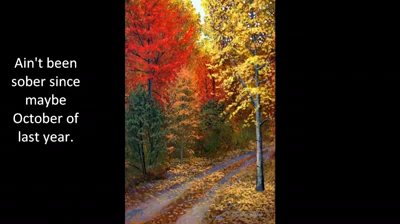 Ain't been
sober since
maybe
October of
last year.